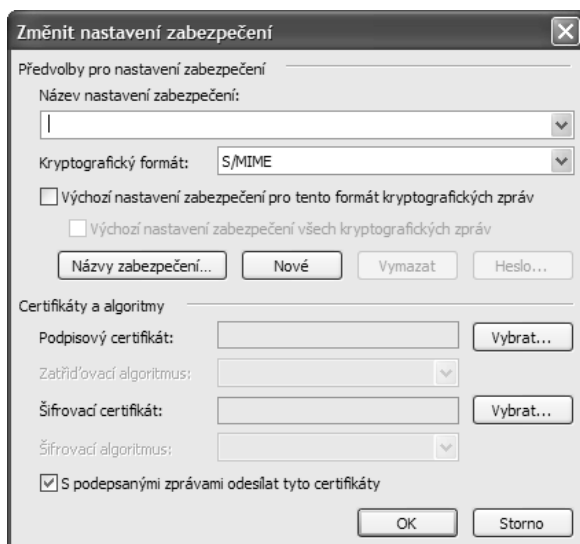 Změnit nastavení zabezpečení
Předvolby pro nastavení zabezpečení
Název nastavení zabezpečení:
Kryptografický formát: S/MIME
Výchozí nastavení zabezpečení pro tento formát kryptografických zpráv
Výchozí nastavení zabezpečení všech kryptografických zpráv
Názvy zabezpečení... Nové Vymazat Heslo...
Certifikáty a algoritmy
Podpisový certifikát: Vybrat...
Zatřiďovací algoritmus:
Šifrovací certifikát: Vybrat...
Šifrovací algoritmus:
S podepsanými zprávami odesílat tyto certifikáty
OK Storno